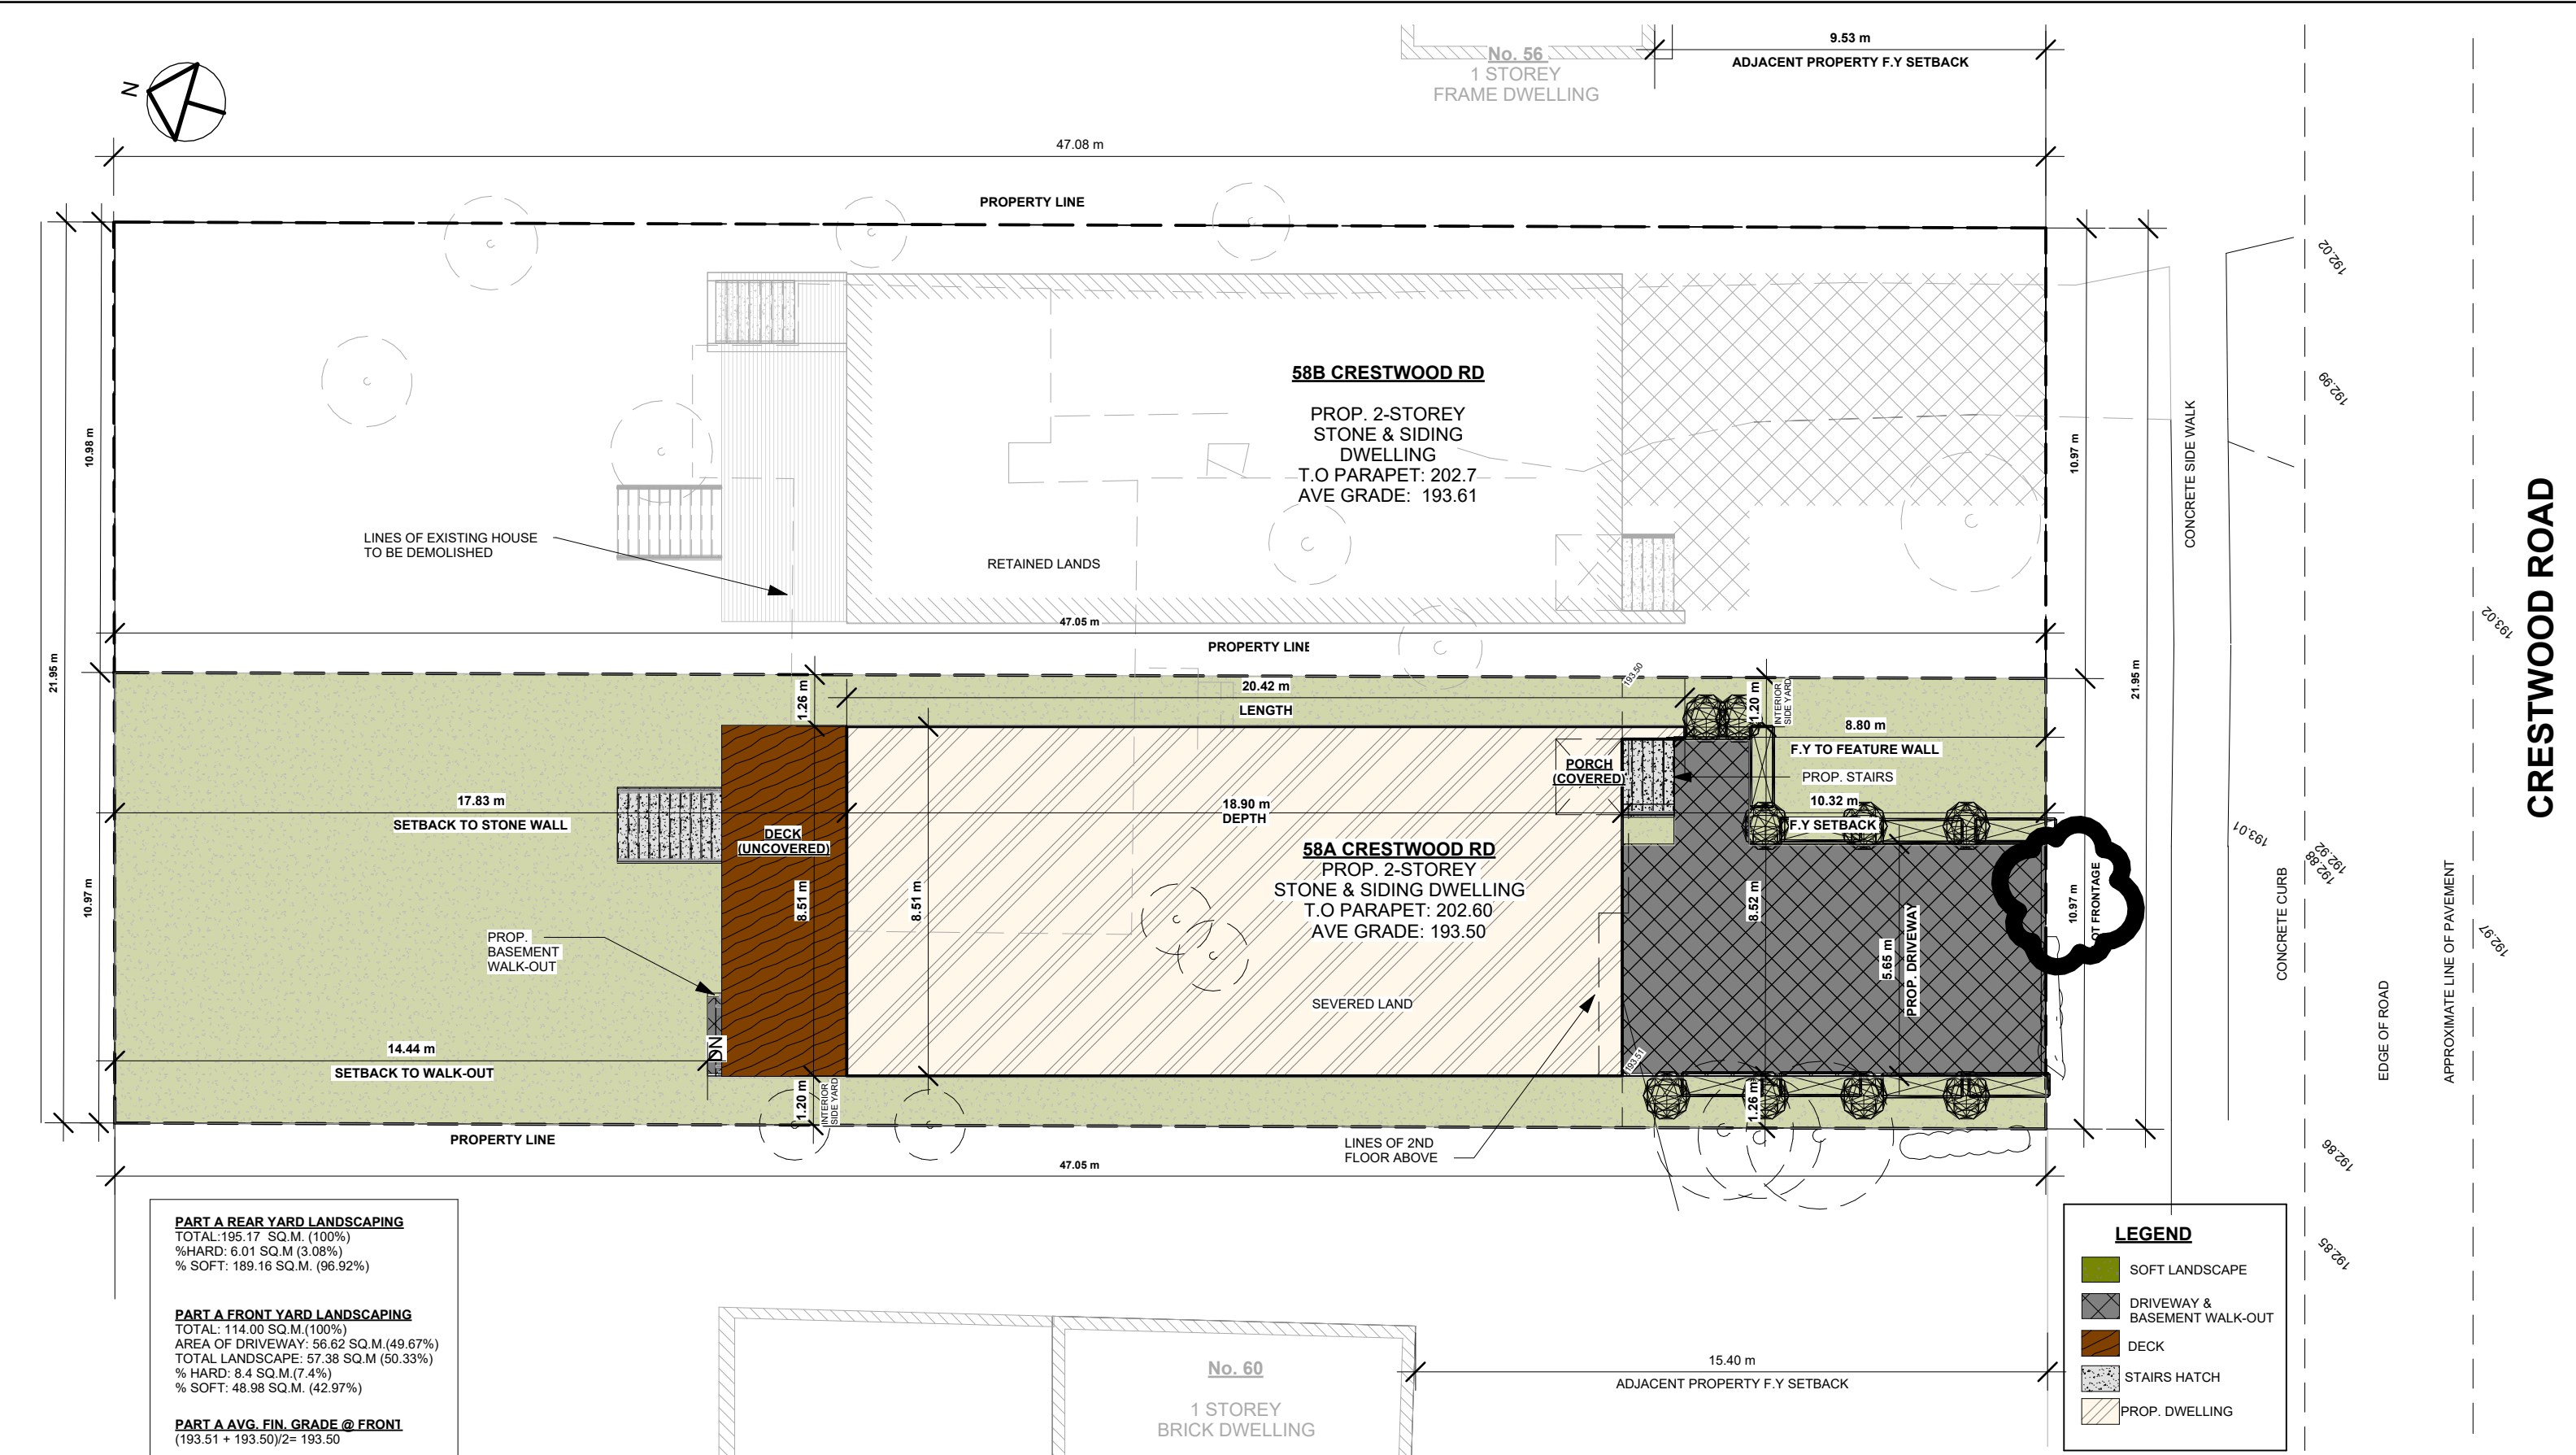 9.53 m
ADJACENT PROPERTY F.Y SETBACK
No. 56
1 STOREY
FRAME DWELLING
N
47.08 m
PROPERTY LINE
192.02
192.99
10.98 m
58B CRESTWOOD RD
PROP. 2-STOREY
STONE & SIDING
DWELLING
T.O PARAPET: 202.7
AVE GRADE: 193.61
10.97 m
CONCRETE SIDE WALK
LINES OF EXISTING HOUSE
TO BE DEMOLISHED
RETAINED LANDS
47.05 m
PROPERTY LINE
193.02
CRESTWOOD ROAD
21.95 m
21.95 m
1.26 m
20.42 m
LENGTH
193.50
1.20 m
INTERIOR
SIDE YARD
8.80 m
F.Y TO FEATURE WALL
PORCH
(COVERED)
PROP. STAIRS
17.83 m
SETBACK TO STONE WALL
18.90 m
DEPTH
10.32 m
F.Y SETBACK
DECK
(UNCOVERED)
58A CRESTWOOD RD
PROP. 2-STOREY
STONE & SIDING DWELLING
T.O PARAPET: 202.60
AVE GRADE: 193.50
193.01
192.92
192.88
10.97 m
8.51 m
8.51 m
8.52 m
5.65 m
PROP. DRIVEWAY
10.97 m
OT FRONTAGE
CONCRETE CURB
EDGE OF ROAD
APPROXIMATE LINE OF PAVEMENT
192.97
PROP.
BASEMENT
WALK-OUT
SEVERED LAND
14.44 m
SETBACK TO WALK-OUT
DN
193.51
1.20 m
INTERIOR
SIDE YARD
1.26 m
PROPERTY LINE
LINES OF 2ND
FLOOR ABOVE
47.05 m
192.86
192.85
PART A REAR YARD LANDSCAPING
TOTAL:195.17 SQ.M. (100%)
%HARD: 6.01 SQ.M (3.08%)
% SOFT: 189.16 SQ.M. (96.92%)
PART A FRONT YARD LANDSCAPING
TOTAL: 114.00 SQ.M.(100%)
AREA OF DRIVEWAY: 56.62 SQ.M.(49.67%)
TOTAL LANDSCAPE: 57.38 SQ.M (50.33%)
% HARD: 8.4 SQ.M.(7.4%)
% SOFT: 48.98 SQ.M. (42.97%)
PART A AVG. FIN. GRADE @ FRONT
(193.51 + 193.50)/2= 193.50
No. 60
1 STOREY
BRICK DWELLING
15.40 m
ADJACENT PROPERTY F.Y SETBACK
LEGEND
SOFT LANDSCAPE
DRIVEWAY &
BASEMENT WALK-OUT
DECK
STAIRS HATCH
PROP. DWELLING